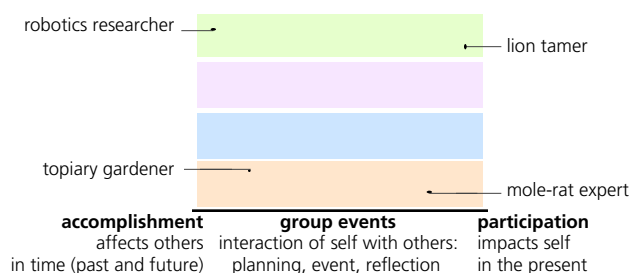 robotics researcher
lion tamer
topiary gardener
mole-rat expert
accomplishment
affects others
in time (past and future)
group events
interaction of self with others:
planning, event, reflection
participation
impacts self
in the present